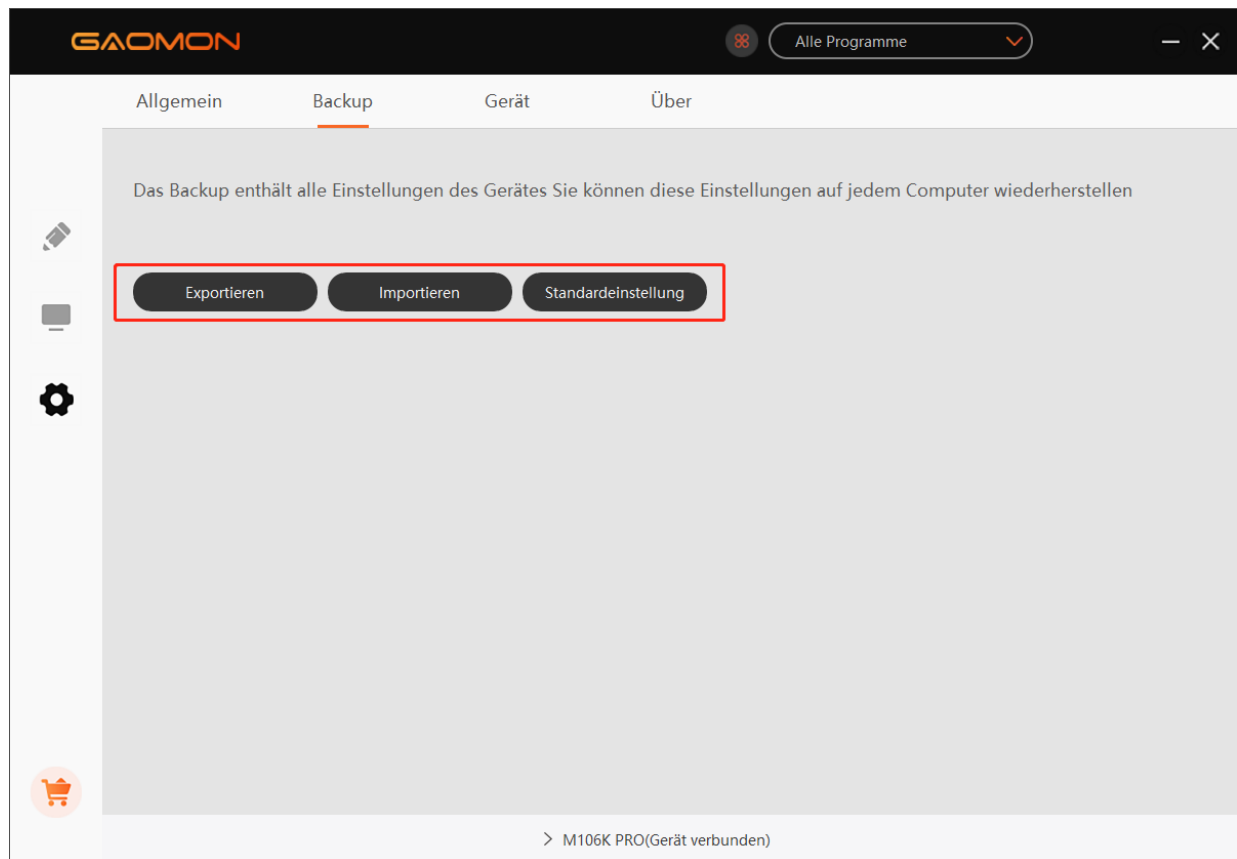 GAOMON
Alle Programme
Allgemein Backup Gerät Über
Das Backup enthält alle Einstellungen des Gerätes Sie können diese Einstellungen auf jedem Computer wiederherstellen
Exportieren Importieren Standardeinstellung
M106K PRO(Gerät verbunden)